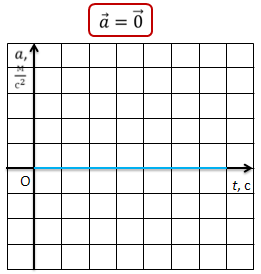 a⃗ = 0⃗
a,
м/с²
O
t, с